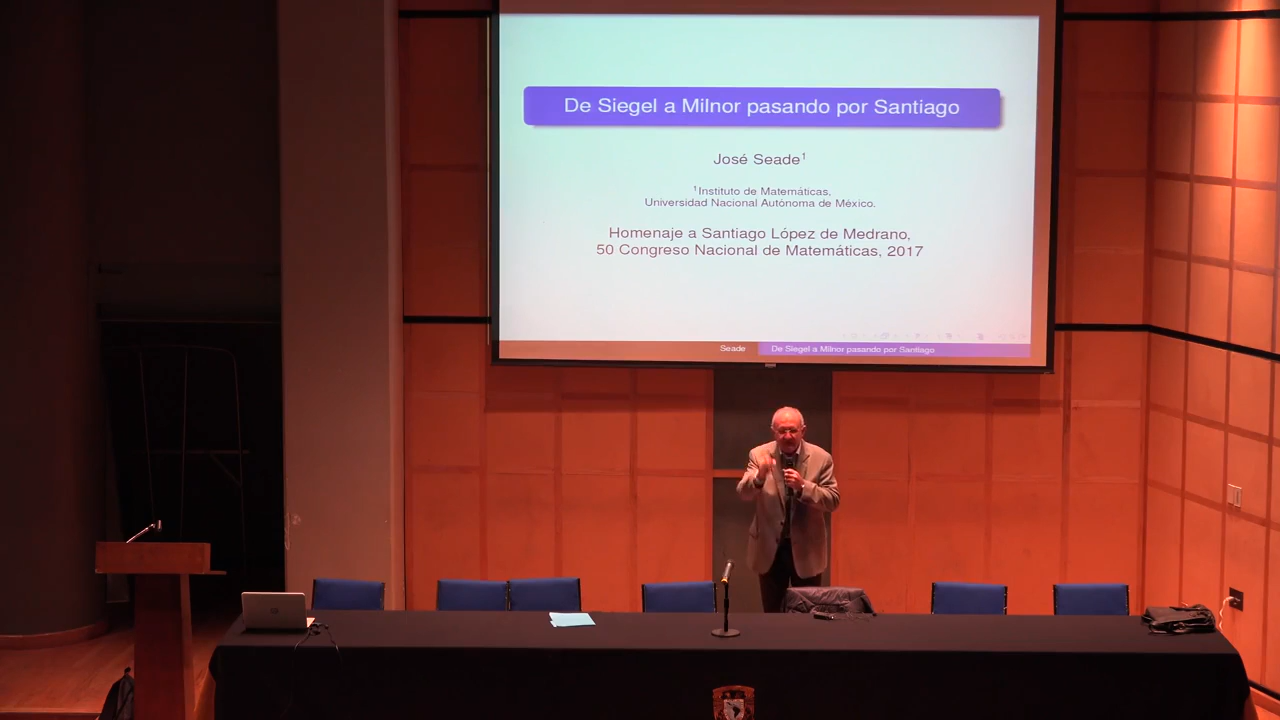 De Siegel a Milnor pasando por Santiago
José Seade¹
¹Instituto de Matemáticas,
Universidad Nacional Autónoma de México.
Homenaje a Santiago López de Medrano,
50 Congreso Nacional de Matemáticas, 2017
Seade De Siegel a Milnor pasando por Santiago